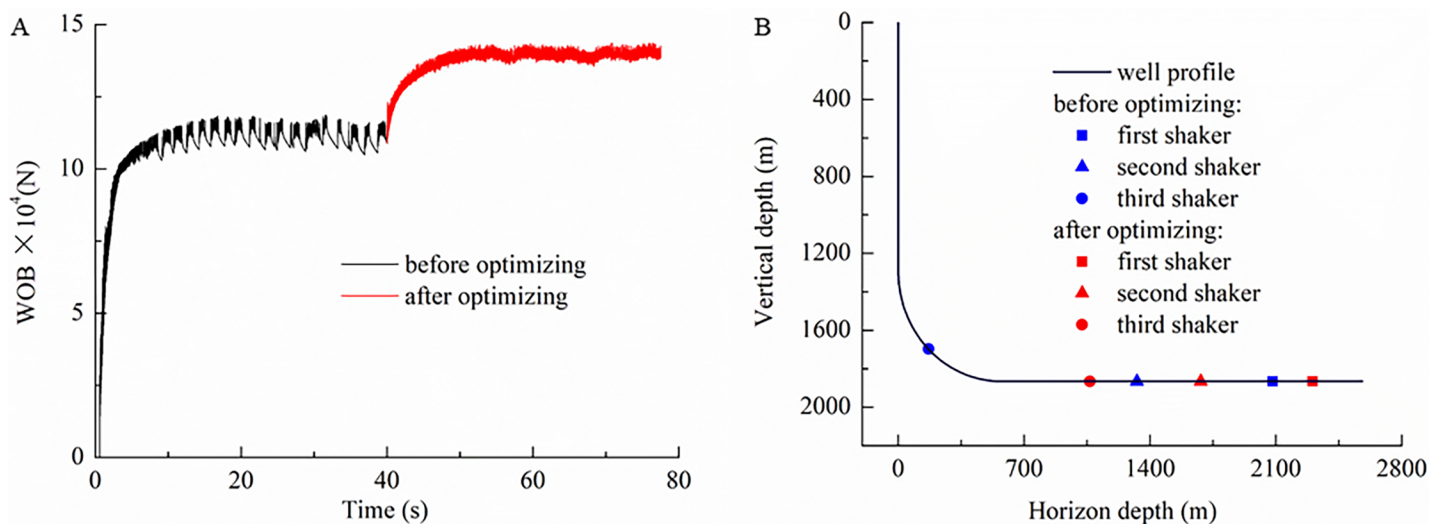 A
15
10
5
0
WOB ×10⁴(N)
before optimizing
after optimizing
0 20 40 60 80
Time (s)
B
0
400
800
1200
1600
2000
Vertical depth (m)
well profile
before optimizing:
first shaker
second shaker
third shaker
after optimizing:
first shaker
second shaker
third shaker
0 700 1400 2100 2800
Horizon depth (m)